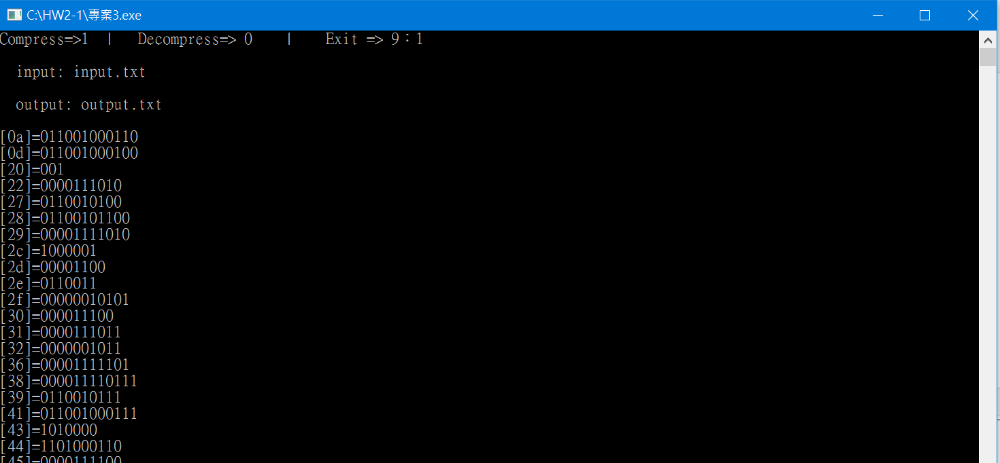 C:\HW2-1\專案3.exe
Compress=>1 | Decompress=> 0 | Exit => 9：1
input: input.txt
output: output.txt
[0a]=011001000110
[0d]=011001000100
[20]=001
[22]=0000111010
[27]=0110010100
[28]=01100101100
[29]=00001111010
[2c]=1000001
[2d]=00001100
[2e]=0110011
[2f]=00000010101
[30]=000011100
[31]=0000111011
[32]=0000001011
[36]=00001111101
[38]=000011110111
[39]=0110010111
[41]=011001000111
[43]=1010000
[44]=1101000110
[45]=0000111100